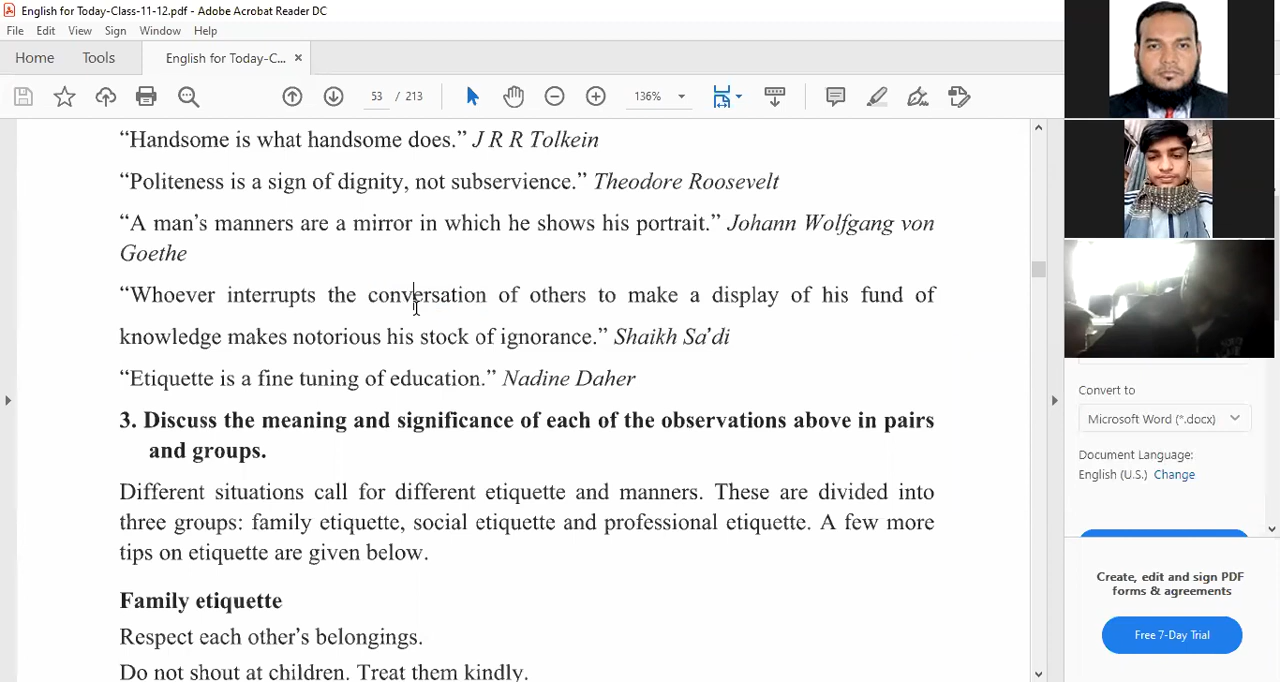 English for Today-Class-11-12.pdf - Adobe Acrobat Reader DC
File Edit View Sign Window Help
Home Tools English for Today-C... ×
53 / 213 136%
“Handsome is what handsome does.” J R R Tolkein
“Politeness is a sign of dignity, not subservience.” Theodore Roosevelt
“A man’s manners are a mirror in which he shows his portrait.” Johann Wolfgang von
Goethe
“Whoever interrupts the conversation of others to make a display of his fund of
knowledge makes notorious his stock of ignorance.” Shaikh Sa’di
“Etiquette is a fine tuning of education.” Nadine Daher
3. Discuss the meaning and significance of each of the observations above in pairs
and groups.
Different situations call for different etiquette and manners. These are divided into
three groups: family etiquette, social etiquette and professional etiquette. A few more
tips on etiquette are given below.
Family etiquette
Respect each other’s belongings.
Do not shout at children. Treat them kindly.
Convert to
Microsoft Word (*.docx)
Document Language:
English (U.S.) Change
Create, edit and sign PDF
forms & agreements
Free 7-Day Trial